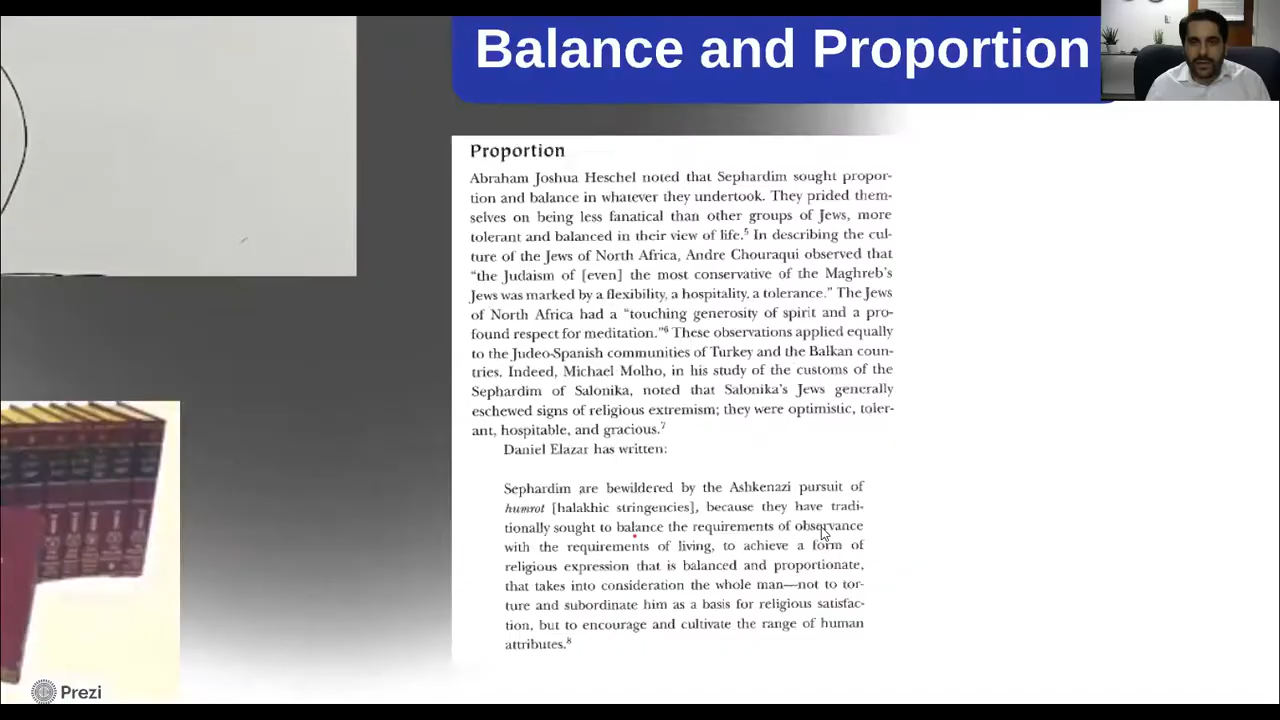 Balance and Proportion
Proportion
Abraham Joshua Heschel noted that Sephardim sought propor-
tion and balance in whatever they undertook. They prided them-
selves on being less fanatical than other groups of Jews, more
tolerant and balanced in their view of life.⁵ In describing the cul-
ture of the Jews of North Africa, Andre Chouraqui observed that
“the Judaism of [even] the most conservative of the Maghreb's
Jews was marked by a flexibility, a hospitality, a tolerance.” The Jews
of North Africa had a “touching generosity of spirit and a pro-
found respect for meditation.”⁶ These observations applied equally
to the Judeo-Spanish communities of Turkey and the Balkan coun-
tries. Indeed, Michael Molho, in his study of the customs of the
Sephardim of Salonika, noted that Salonika's Jews generally
eschewed signs of religious extremism; they were optimistic, toler-
ant, hospitable, and gracious.⁷
Daniel Elazar has written:
Sephardim are bewildered by the Ashkenazi pursuit of
humrot [halakhic stringencies], because they have tradi-
tionally sought to balance the requirements of observance
with the requirements of living, to achieve a form of
religious expression that is balanced and proportionate,
that takes into consideration the whole man—not to tor-
ture and subordinate him as a basis for religious satisfac-
tion, but to encourage and cultivate the range of human
attributes.⁸
Prezi